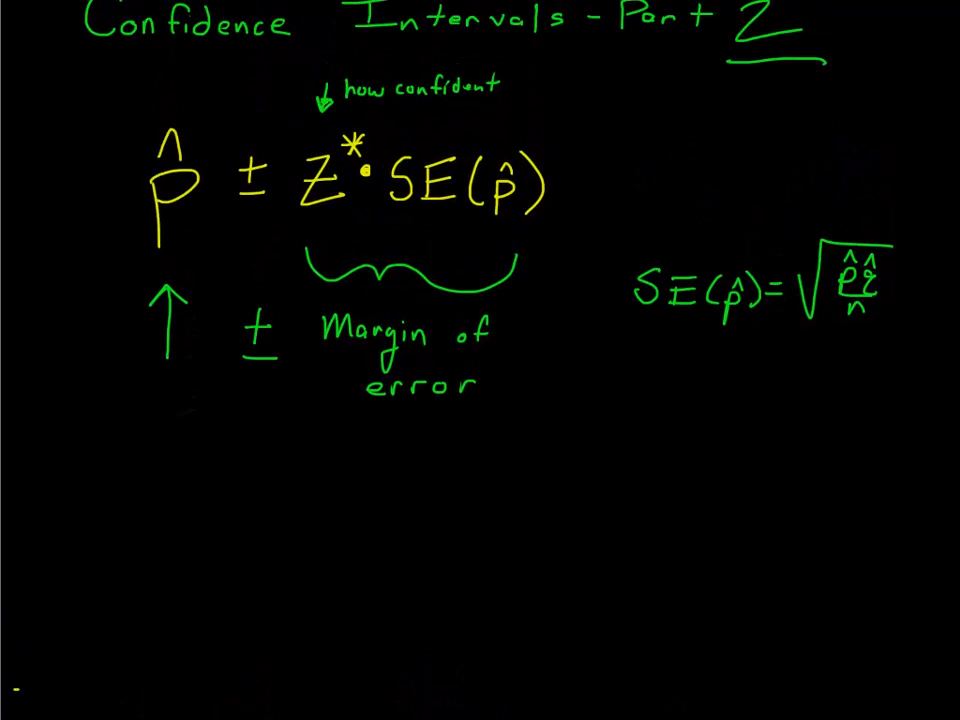 Confidence Intervals - Part 2
↓ how confident
p̂ ± Z* · SE(p̂)
SE(p̂) = √(p̂q̂/n)
↑ ± Margin of
error